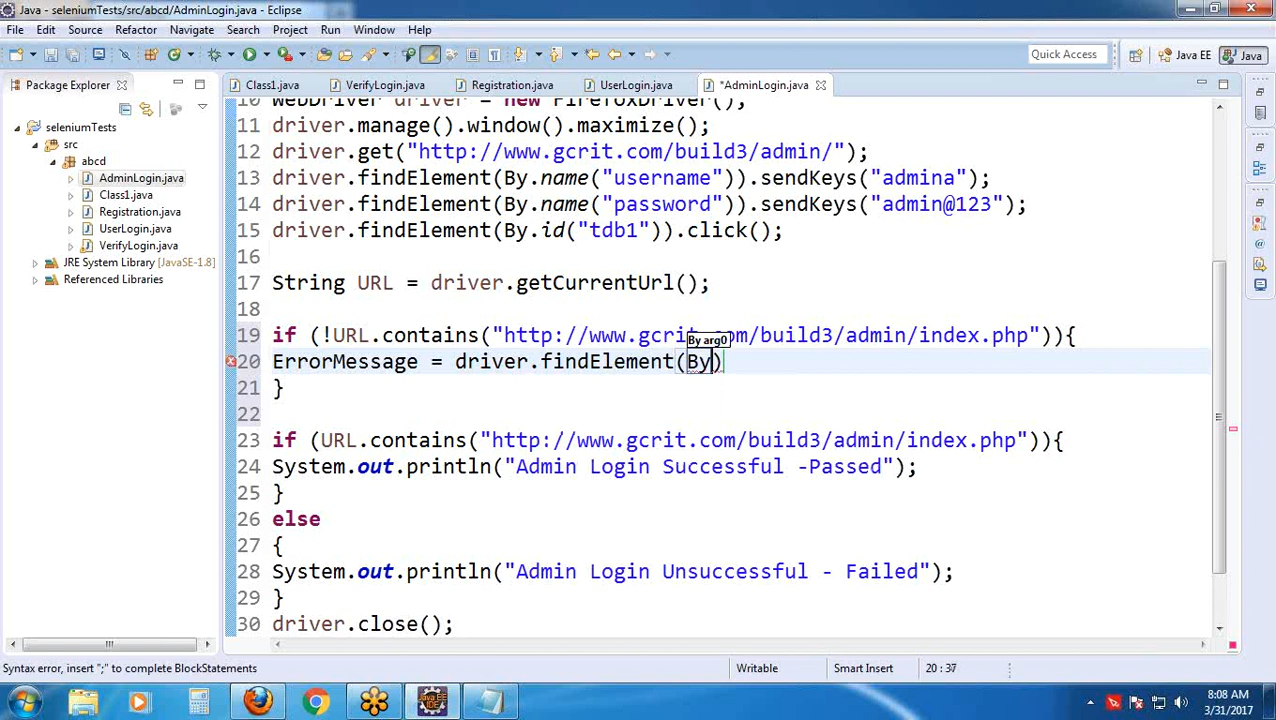 Java - seleniumTests/src/abcd/AdminLogin.java - Eclipse
File Edit Source Refactor Navigate Search Project Run Window Help
Quick Access Java EE Java
Package Explorer
Class1.java VerifyLogin.java Registration.java UserLogin.java *AdminLogin.java
seleniumTests
src
abcd
AdminLogin.java
Class1.java
Registration.java
UserLogin.java
VerifyLogin.java
JRE System Library [JavaSE-1.8]
Referenced Libraries
10 WebDriver driver = new FirefoxDriver();
11 driver.manage().window().maximize();
12 driver.get("http://www.gcrit.com/build3/admin/");
13 driver.findElement(By.name("username")).sendKeys("admina");
14 driver.findElement(By.name("password")).sendKeys("admin@123");
15 driver.findElement(By.id("tdb1")).click();
16
17 String URL = driver.getCurrentUrl();
18
19 if (!URL.contains("http://www.gcrit.com/build3/admin/index.php")){
By arg0
20 ErrorMessage = driver.findElement(By)
21 }
22
23 if (URL.contains("http://www.gcrit.com/build3/admin/index.php")){
24 System.out.println("Admin Login Successful -Passed");
25 }
26 else
27 {
28 System.out.println("Admin Login Unsuccessful - Failed");
29 }
30 driver.close();
Syntax error, insert ";" to complete BlockStatements Writable Smart Insert 20 : 37
8:08 AM
3/31/2017